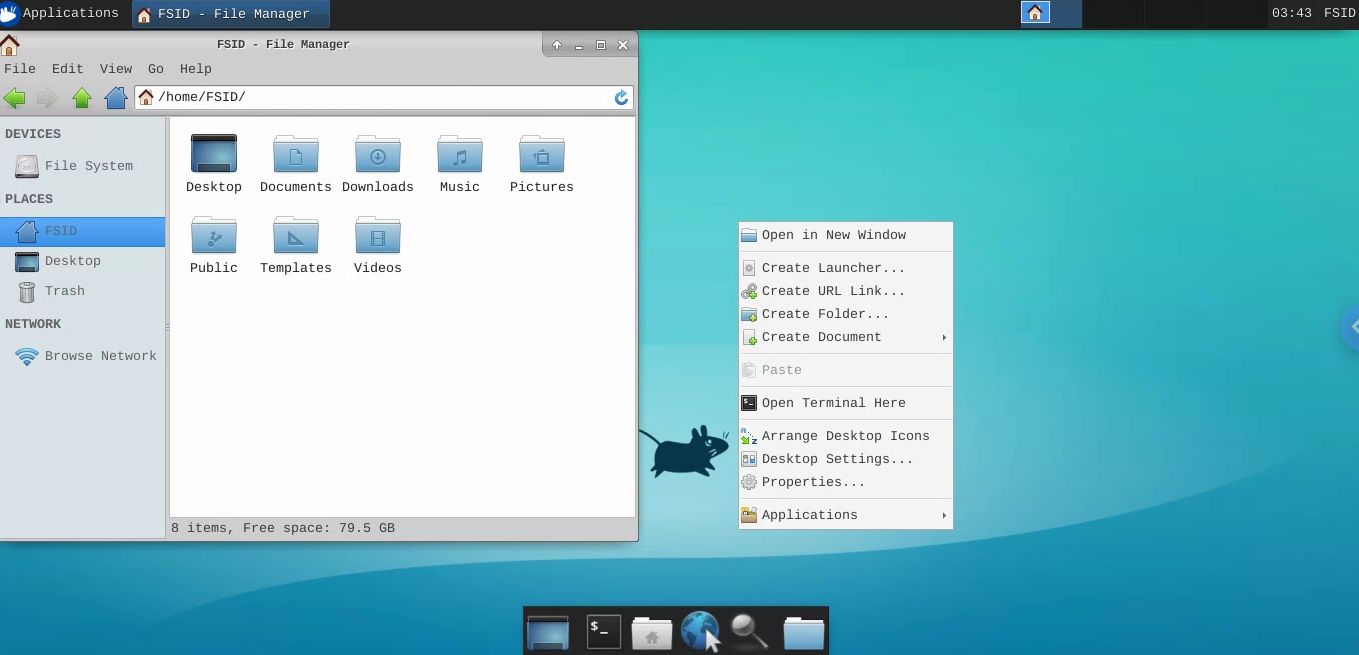 Applications
FSID - File Manager
03:43 FSID
FSID - File Manager
File Edit View Go Help
/home/FSID/
DEVICES
File System
PLACES
FSID
Desktop
Trash
NETWORK
Browse Network
Desktop Documents Downloads Music Pictures
Public Templates Videos
8 items, Free space: 79.5 GB
Open in New Window
Create Launcher...
Create URL Link...
Create Folder...
Create Document
Paste
Open Terminal Here
Arrange Desktop Icons
Desktop Settings...
Properties...
Applications
$_